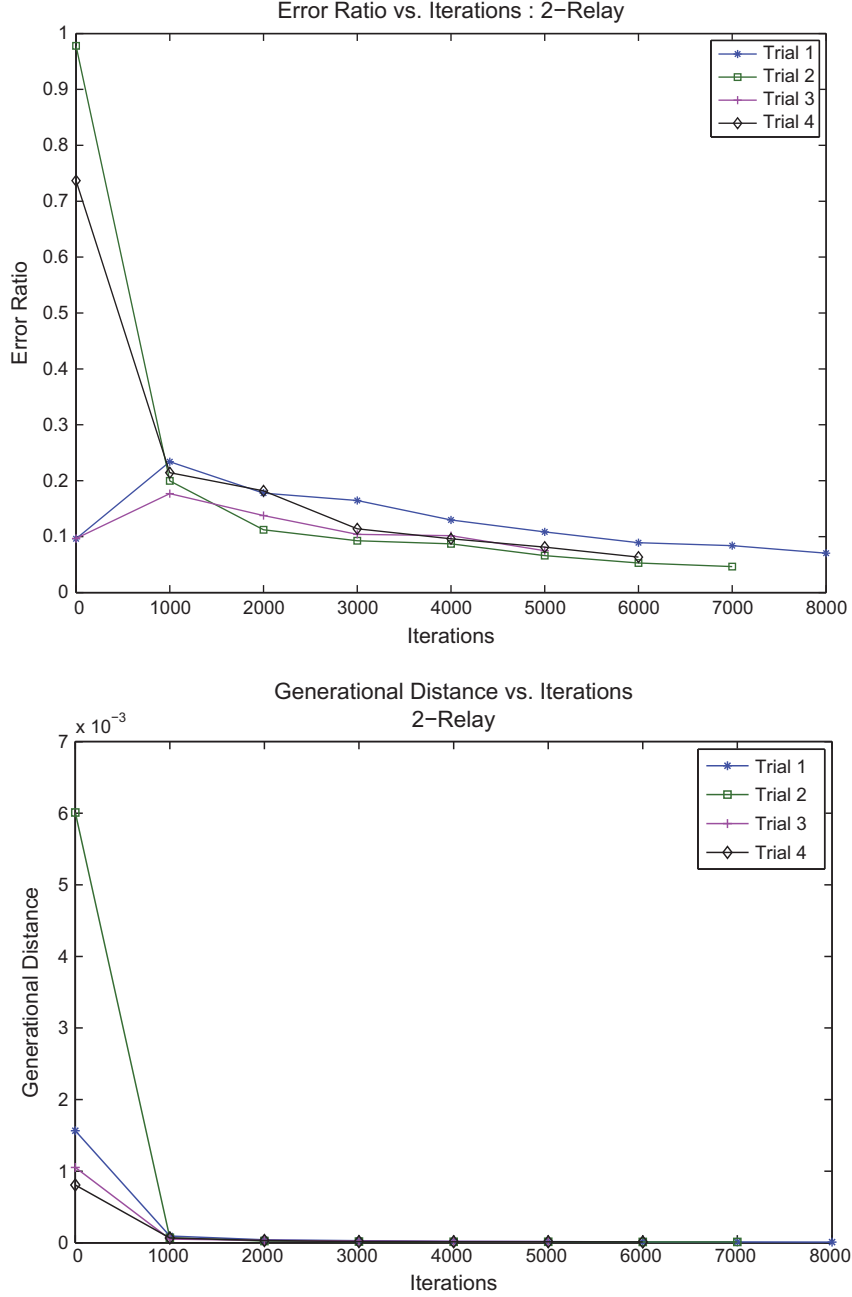 Error Ratio vs. Iterations : 2−Relay
1
0.9
0.8
0.7
0.6
0.5
0.4
0.3
0.2
0.1
0
Error Ratio
Trial 1
Trial 2
Trial 3
Trial 4
0 1000 2000 3000 4000 5000 6000 7000 8000
Iterations
Generational Distance vs. Iterations
2−Relay
x 10⁻³
7
6
5
4
3
2
1
0
Generational Distance
Trial 1
Trial 2
Trial 3
Trial 4
0 1000 2000 3000 4000 5000 6000 7000 8000
Iterations